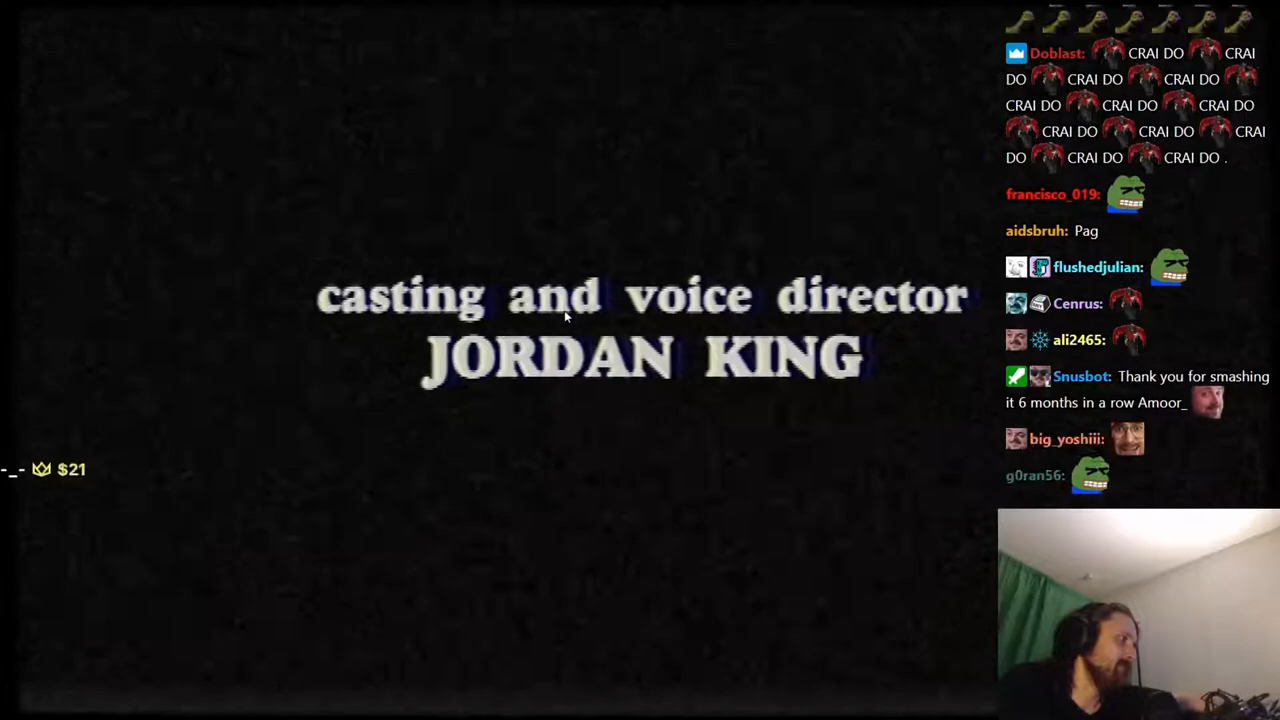 Doblast: CRAI DO CRAI
DO CRAI DO CRAI DO
CRAI DO CRAI DO CRAI DO
CRAI DO CRAI DO CRAI
DO CRAI DO CRAI DO .
francisco_019:
aidsbruh: Pag
flushedjulian:
Cenrus:
ali2465:
Snusbot: Thank you for smashing
it 6 months in a row Amoor_
big_yoshiii:
g0ran56:
casting and voice director
JORDAN KING
-_- $21